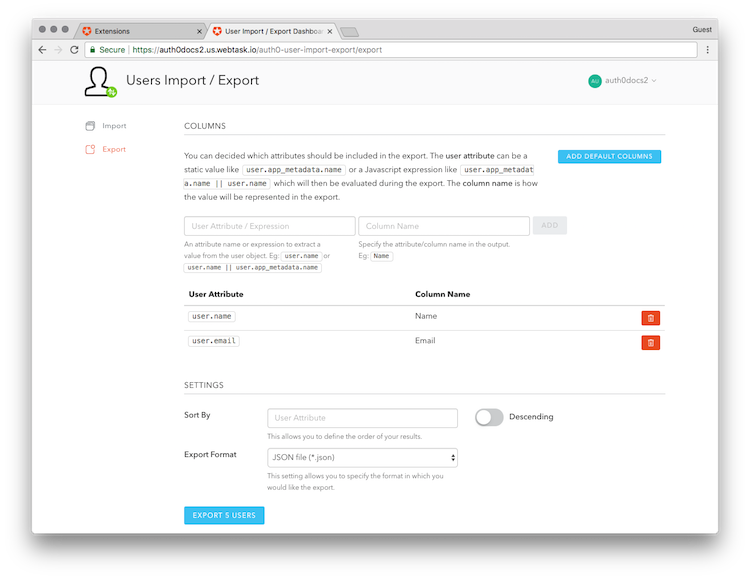 Extensions
User Import / Export Dashboar
Guest
Secure
https://auth0docs2.us.webtask.io/auth0-user-import-export/export
Users Import / Export
AU
auth0docs2
Import
Export
COLUMNS
You can decided which attributes should be included in the export. The user attribute can be a
static value like user.app_metadata.name or a Javascript expression like user.app_metadat
a.name || user.name which will then be evaluated during the export. The column name is how
the value will be represented in the export.
ADD DEFAULT COLUMNS
User Attribute / Expression
Column Name
ADD
An attribute name or expression to extract a
value from the user object. Eg: user.name or
user.name || user.app_metadata.name
Specify the attribute/column name in the output.
Eg: Name
User Attribute
Column Name
user.name
Name
user.email
Email
SETTINGS
Sort By
User Attribute
Descending
This allows you to define the order of your results.
Export Format
JSON file (*.json)
This setting allows you to specify the format in which you
would like the export.
EXPORT 5 USERS